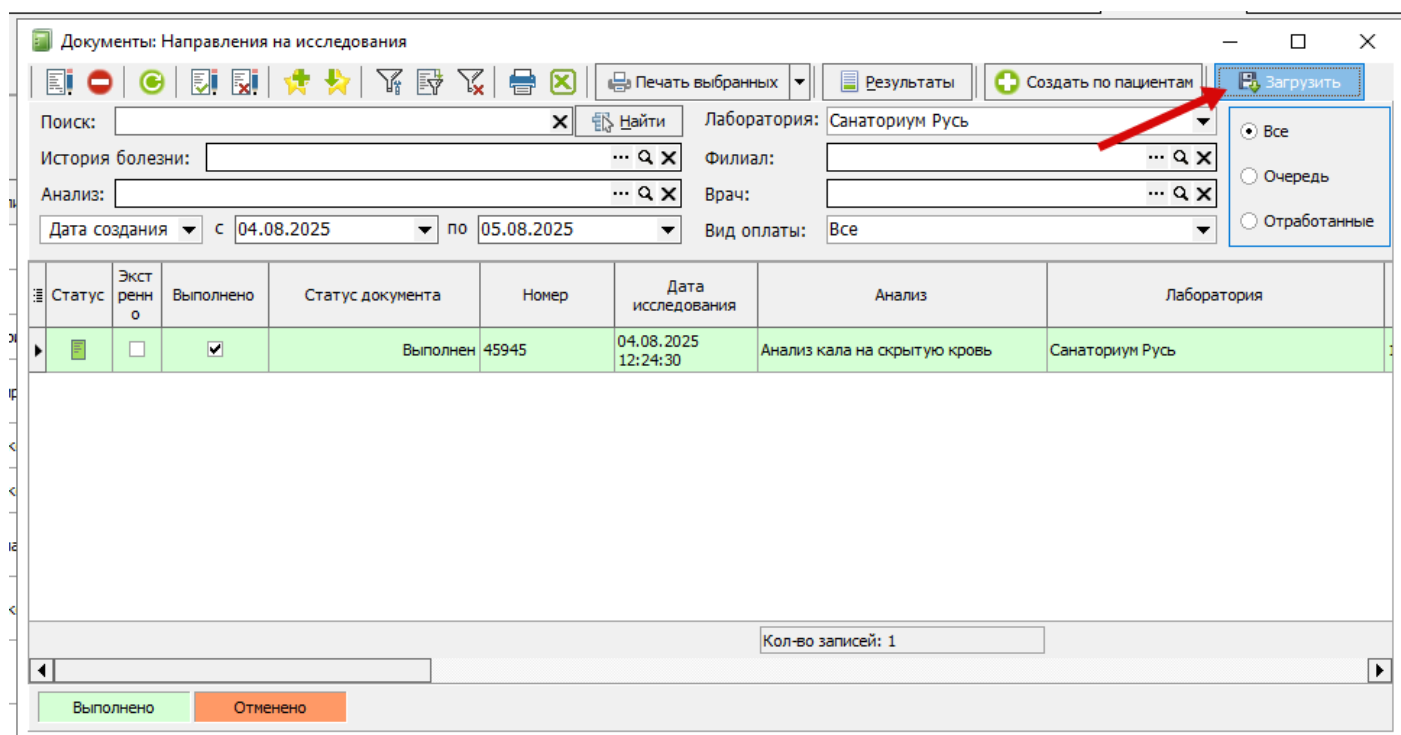 Документы: Направления на исследования
Печать выбранных
Результаты
Создать по пациентам
Загрузить
Поиск:
Найти
Лаборатория: Санаториум Русь
Все
История болезни:
Филиал:
Очередь
Анализ:
Врач:
Отработанные
Дата создания с 04.08.2025 по 05.08.2025
Вид оплаты: Все
Статус
Экст
ренн
о
Выполнено
Статус документа
Номер
Дата
исследования
Анализ
Лаборатория
Выполнен
45945
04.08.2025
12:24:30
Анализ кала на скрытую кровь
Санаториум Русь
Кол-во записей: 1
Выполнено
Отменено